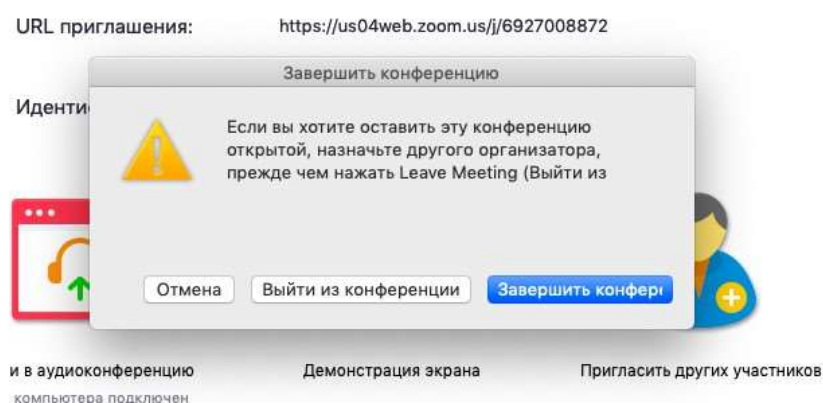 URL приглашения: https://us04web.zoom.us/j/6927008872
Завершить конференцию
Если вы хотите оставить эту конференцию
открытой, назначьте другого организатора,
прежде чем нажать Leave Meeting (Выйти из
Отмена Выйти из конференции Завершить
и в аудиоконференцию Демонстрация экрана Пригласить других участников
компьютера подключен